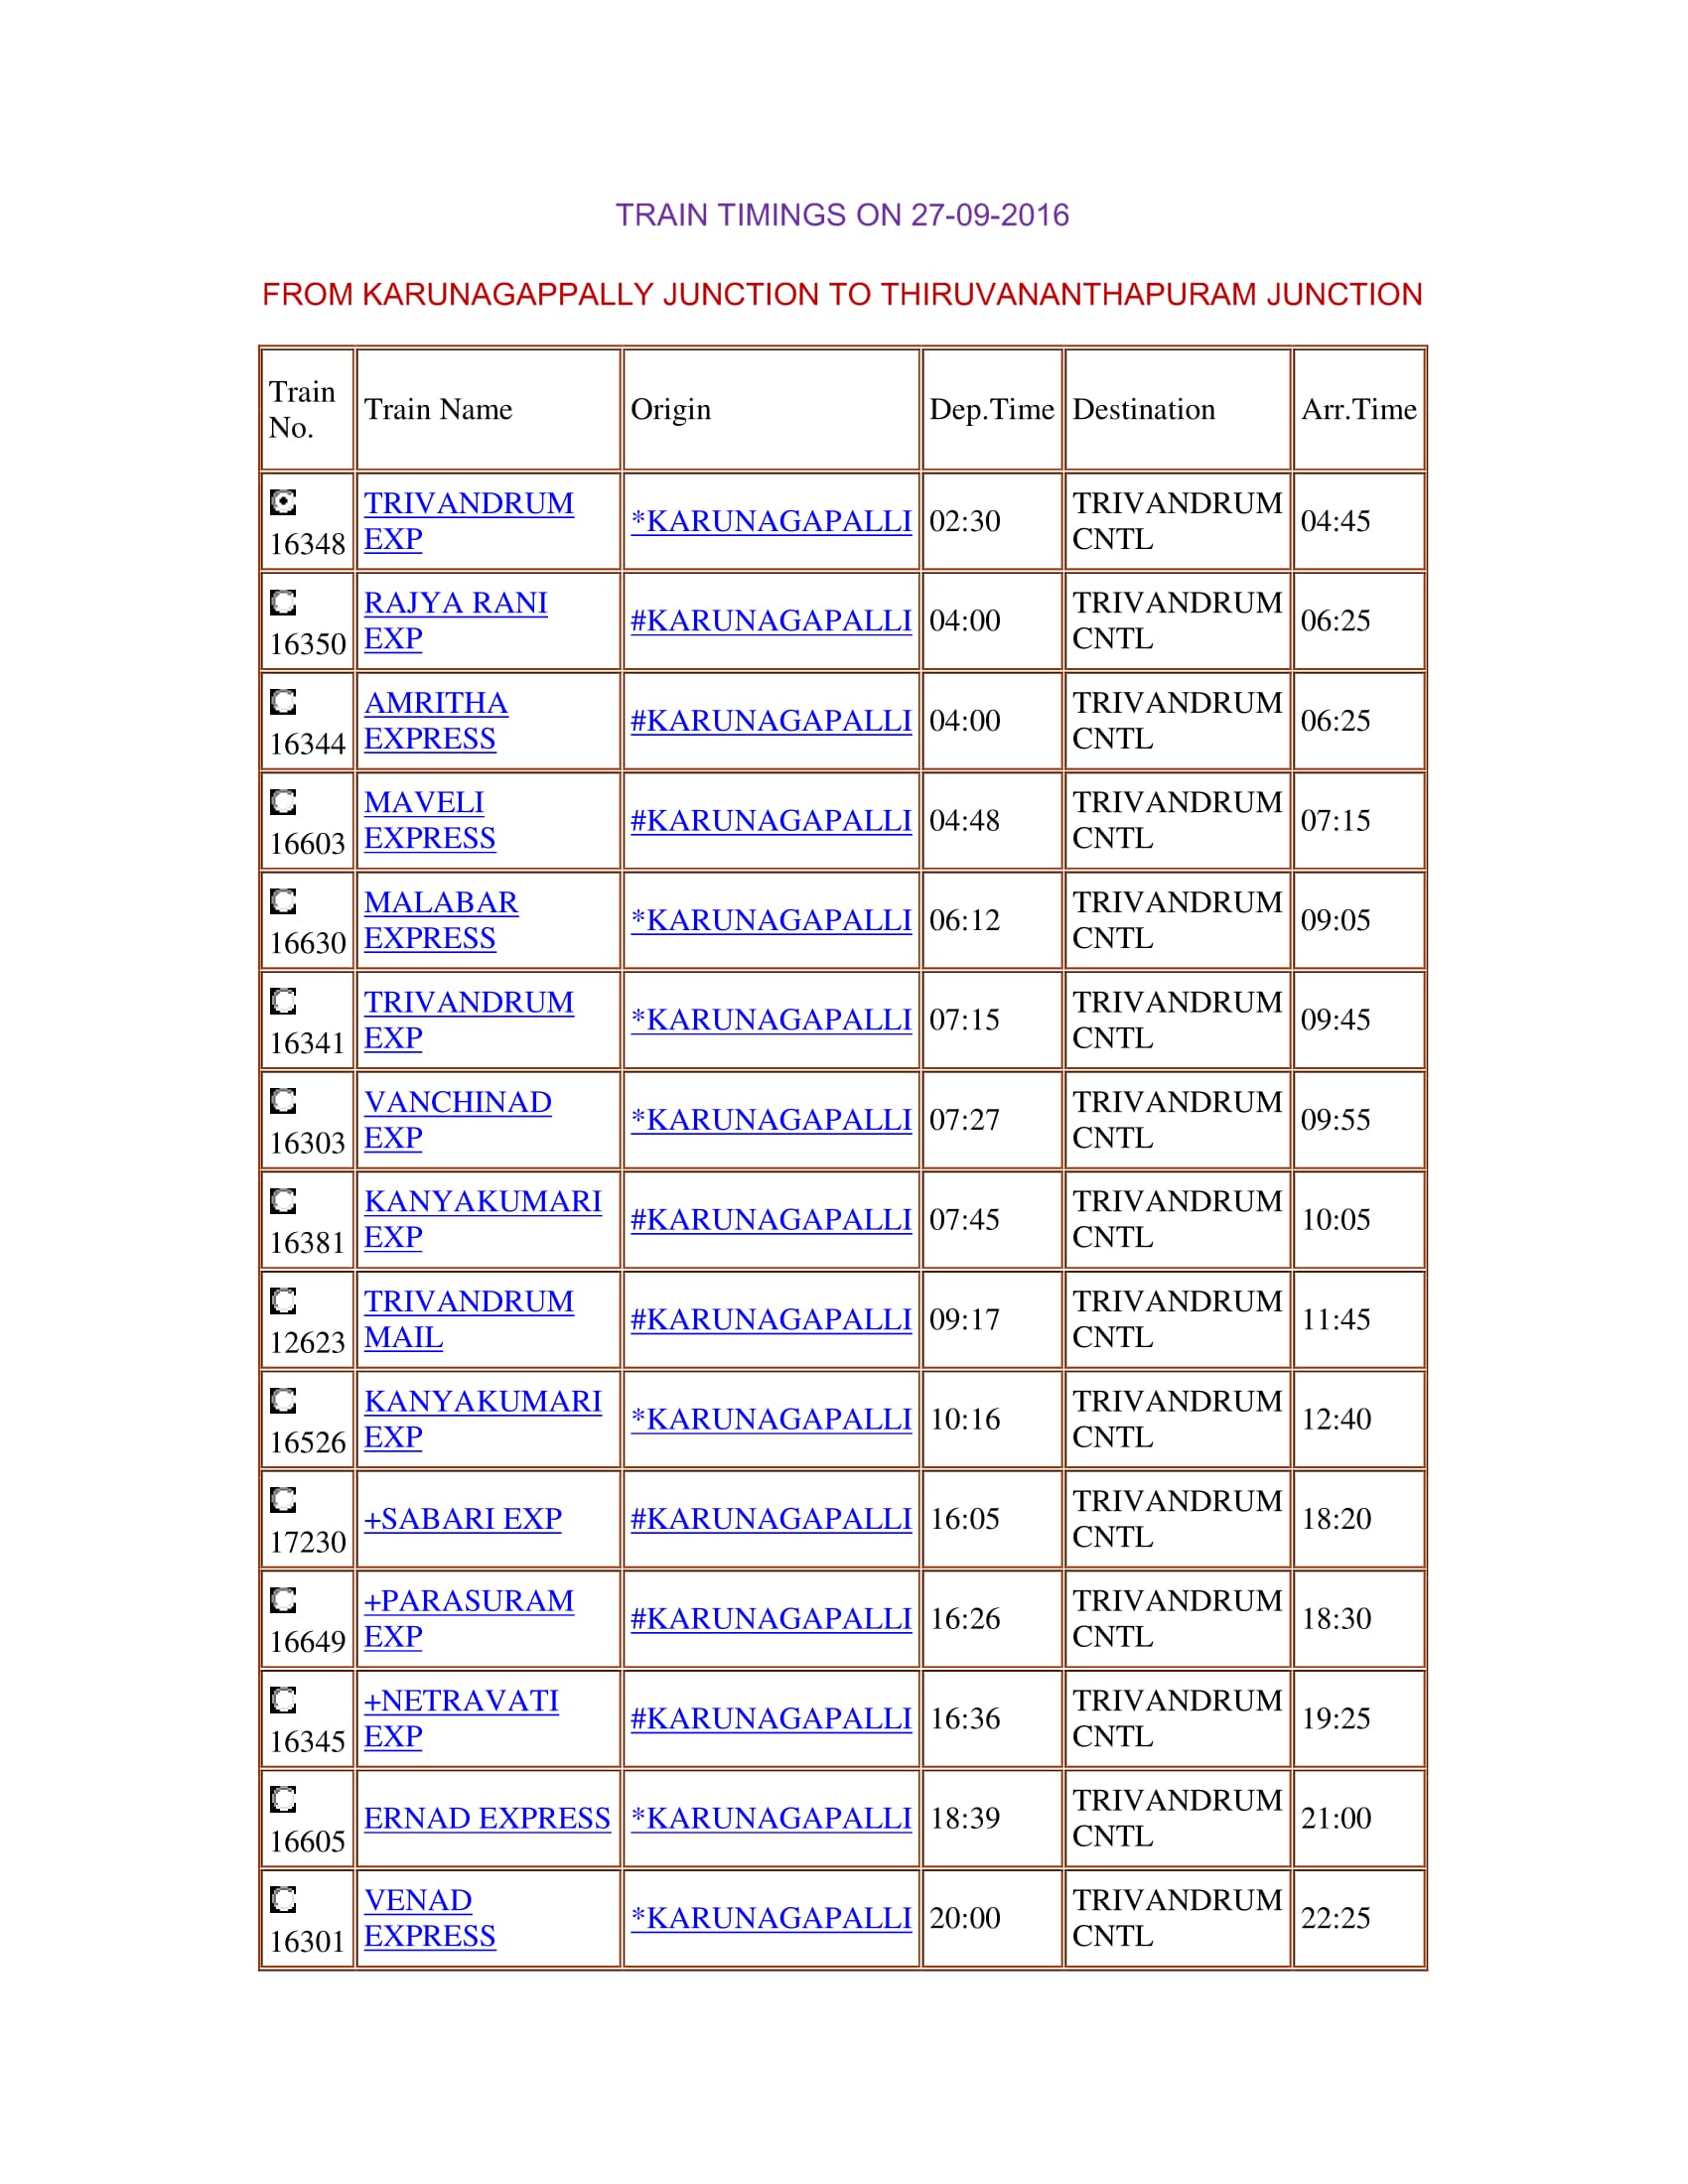 TRAIN TIMINGS ON 27-09-2016
FROM KARUNAGAPPALLY JUNCTION TO THIRUVANANTHAPURAM JUNCTION
Train No. Train Name Origin Dep.Time Destination Arr.Time
16348 TRIVANDRUM EXP *KARUNAGAPALLI 02:30 TRIVANDRUM CNTL 04:45
16350 RAJYA RANI EXP #KARUNAGAPALLI 04:00 TRIVANDRUM CNTL 06:25
16344 AMRITHA EXPRESS #KARUNAGAPALLI 04:00 TRIVANDRUM CNTL 06:25
16603 MAVELI EXPRESS #KARUNAGAPALLI 04:48 TRIVANDRUM CNTL 07:15
16630 MALABAR EXPRESS *KARUNAGAPALLI 06:12 TRIVANDRUM CNTL 09:05
16341 TRIVANDRUM EXP *KARUNAGAPALLI 07:15 TRIVANDRUM CNTL 09:45
16303 VANCHINAD EXP *KARUNAGAPALLI 07:27 TRIVANDRUM CNTL 09:55
16381 KANYAKUMARI EXP #KARUNAGAPALLI 07:45 TRIVANDRUM CNTL 10:05
12623 TRIVANDRUM MAIL #KARUNAGAPALLI 09:17 TRIVANDRUM CNTL 11:45
16526 KANYAKUMARI EXP *KARUNAGAPALLI 10:16 TRIVANDRUM CNTL 12:40
17230 +SABARI EXP #KARUNAGAPALLI 16:05 TRIVANDRUM CNTL 18:20
16649 +PARASURAM EXP #KARUNAGAPALLI 16:26 TRIVANDRUM CNTL 18:30
16345 +NETRAVATI EXP #KARUNAGAPALLI 16:36 TRIVANDRUM CNTL 19:25
16605 ERNAD EXPRESS *KARUNAGAPALLI 18:39 TRIVANDRUM CNTL 21:00
16301 VENAD EXPRESS *KARUNAGAPALLI 20:00 TRIVANDRUM CNTL 22:25